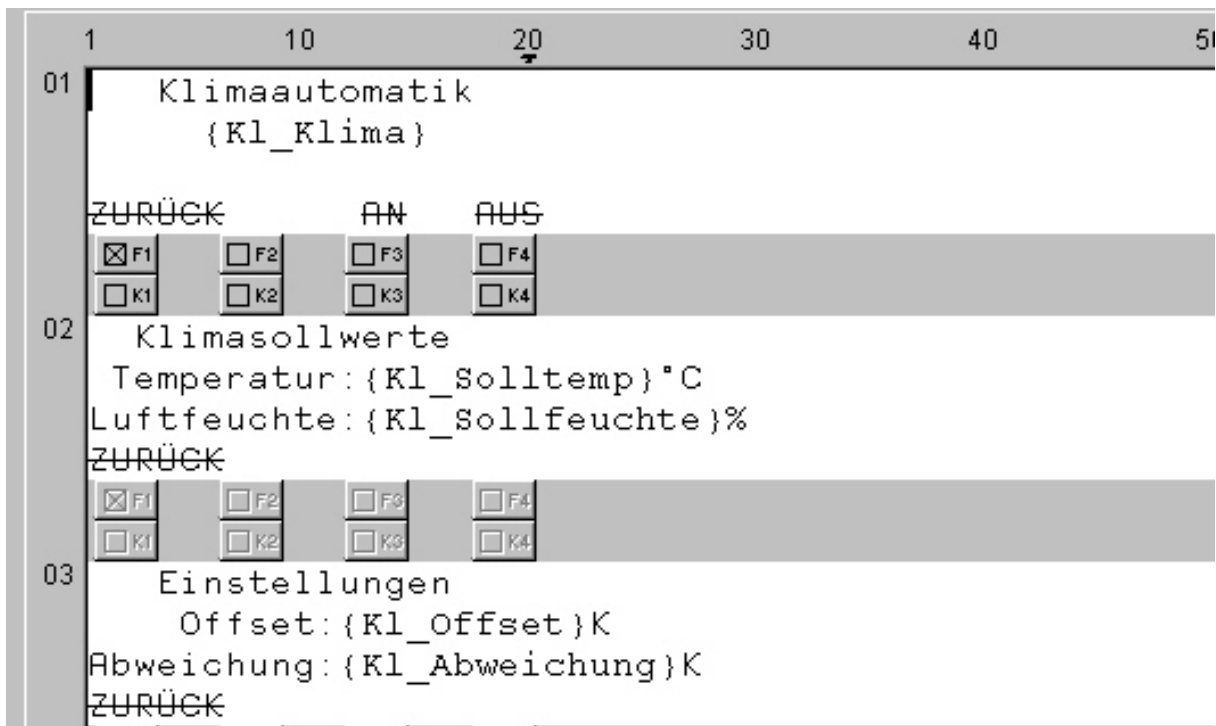 1 10 20 30 40
01 Klimaautomatik
{Kl_Klima}
ZURÜCK AN AUS
F1 F2 F3 F4
K1 K2 K3 K4
02 Klimasollwerte
Temperatur:{Kl_Solltemp}°C
Luftfeuchte:{Kl_Sollfeuchte}%
ZURÜCK
F1 F2 F3 F4
K1 K2 K3 K4
03 Einstellungen
Offset:{Kl_Offset}K
Abweichung:{Kl_Abweichung}K
ZURÜCK